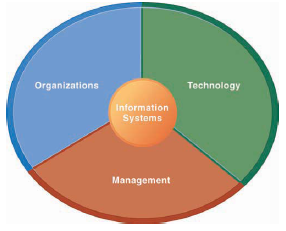 Organizations
Technology
Information
Systems
Management